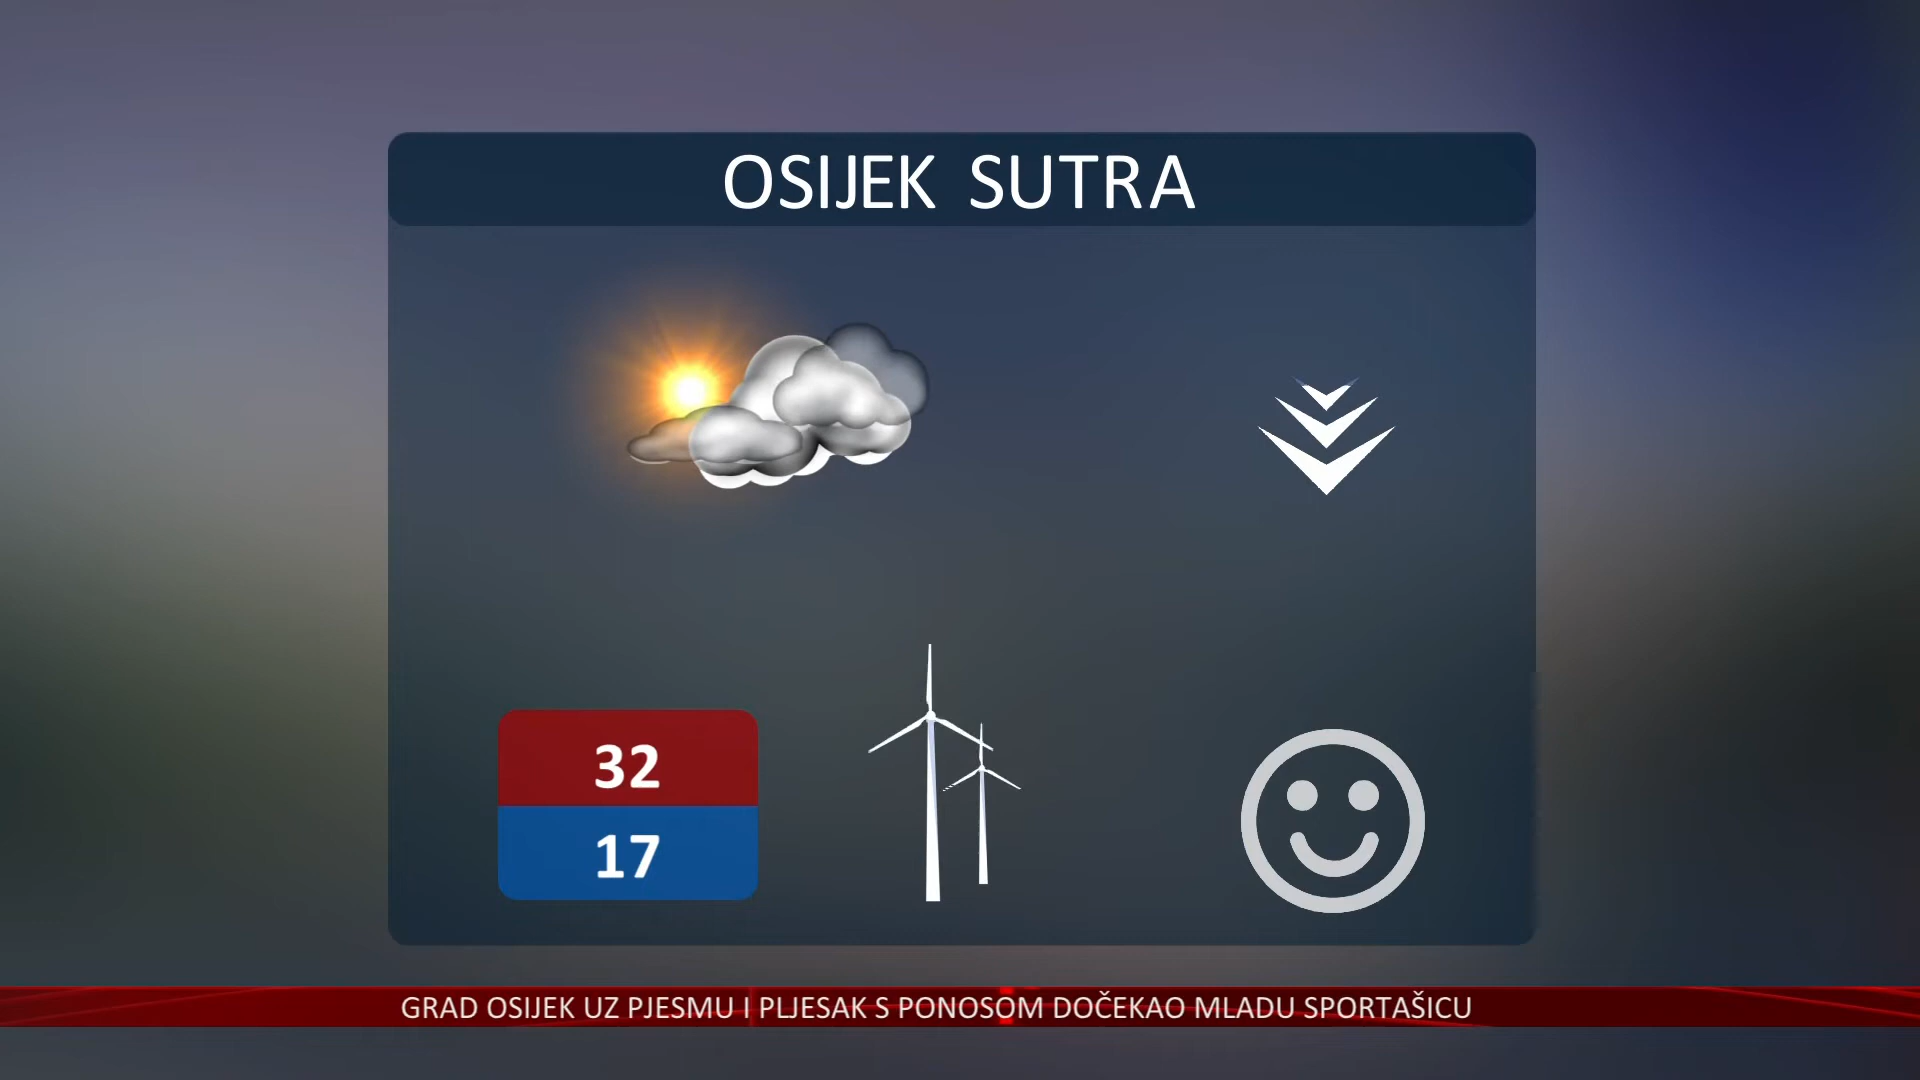 OSIJEK SUTRA
32
17
GRAD OSIJEK UZ PJESMU I PLJESAK S PONOSOM DOČEKAO MLADU SPORTAŠICU